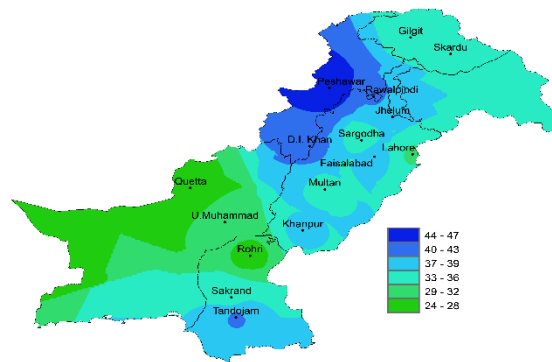 Gilgit
Skardu
Peshawar
Rawalpindi
Jhelum
D.I. Khan
Sargodha
Lahore
Faisalabad
Quetta
Multan
U.Muhammad
Khanpur
Rohri
Sakrand
Tandojam
44 - 47
40 - 43
37 - 39
33 - 36
29 - 32
24 - 28